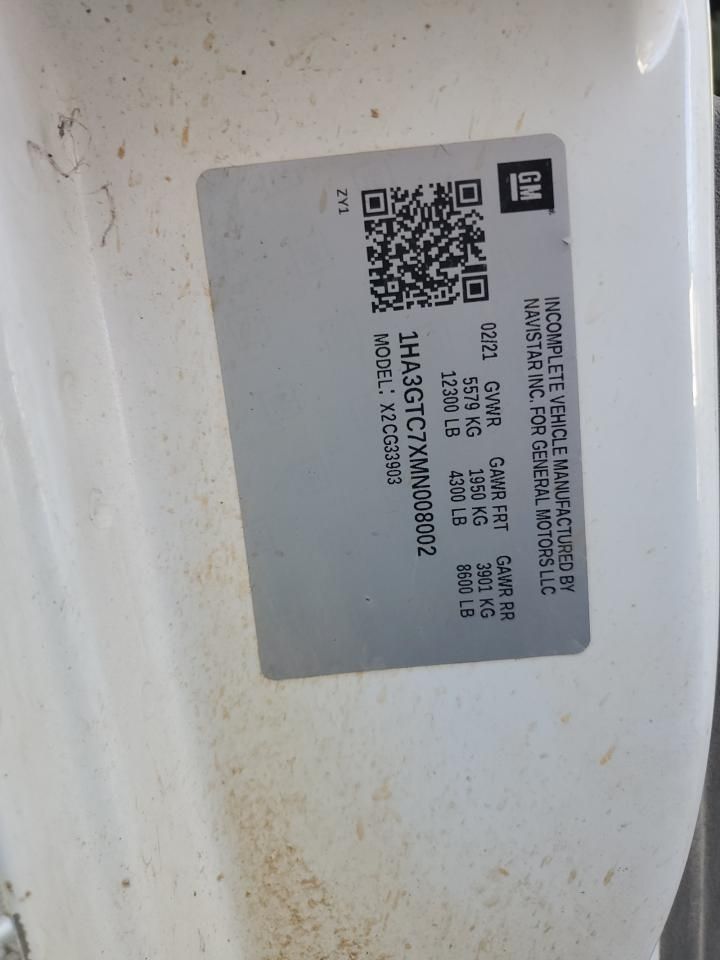 GM
INCOMPLETE VEHICLE MANUFACTURED BY
NAVISTAR INC. FOR GENERAL MOTORS LLC
02/21 GVWR GAWR FRT GAWR RR
5579 KG 1950 KG 3901 KG
12300 LB 4300 LB 8600 LB
1HA3GTC7XMN008002
MODEL: X2CG33903
ZY1